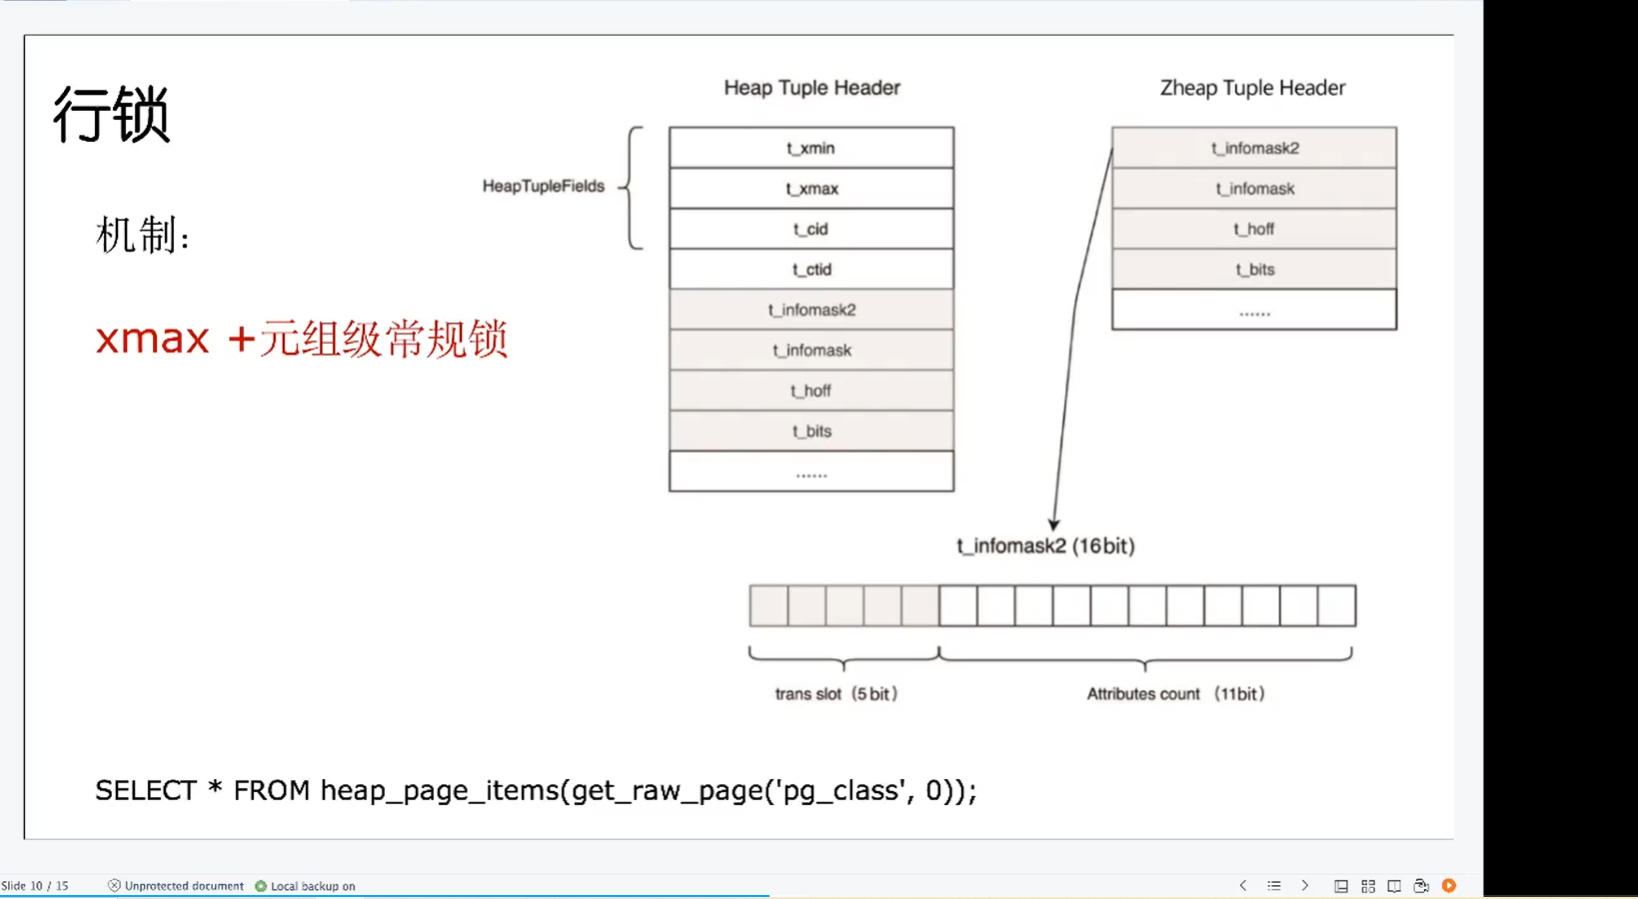 行锁
机制：
xmax +元组级常规锁
Heap Tuple Header
HeapTupleFields
t_xmin
t_xmax
t_cid
t_ctid
t_infomask2
t_infomask
t_hoff
t_bits
......
Zheap Tuple Header
t_infomask2
t_infomask
t_hoff
t_bits
......
t_infomask2 (16bit)
trans slot（5bit）
Attributes count （11bit）
SELECT * FROM heap_page_items(get_raw_page('pg_class', 0));
Slide 10 / 15
Unprotected document
Local backup on